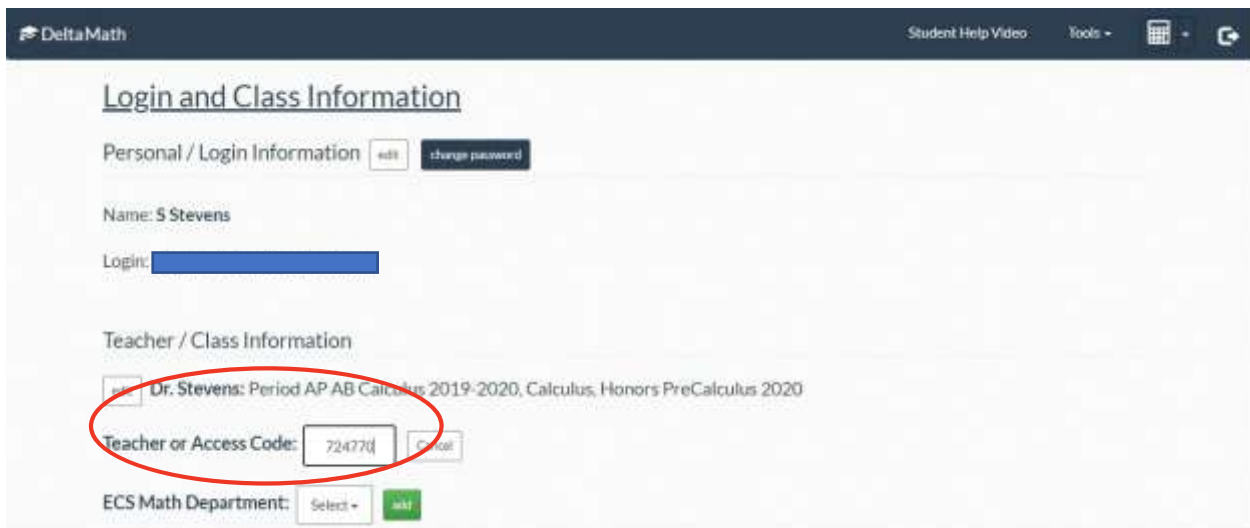 DeltaMath Student Help Video Tools
Login and Class Information
Personal / Login Information edit change password
Name: S Stevens
Login:
Teacher / Class Information
edit Dr. Stevens: Period AP AB Calculus 2019-2020, Calculus, Honors PreCalculus 2020
Teacher or Access Code: 724770 Cancel
ECS Math Department: Select add